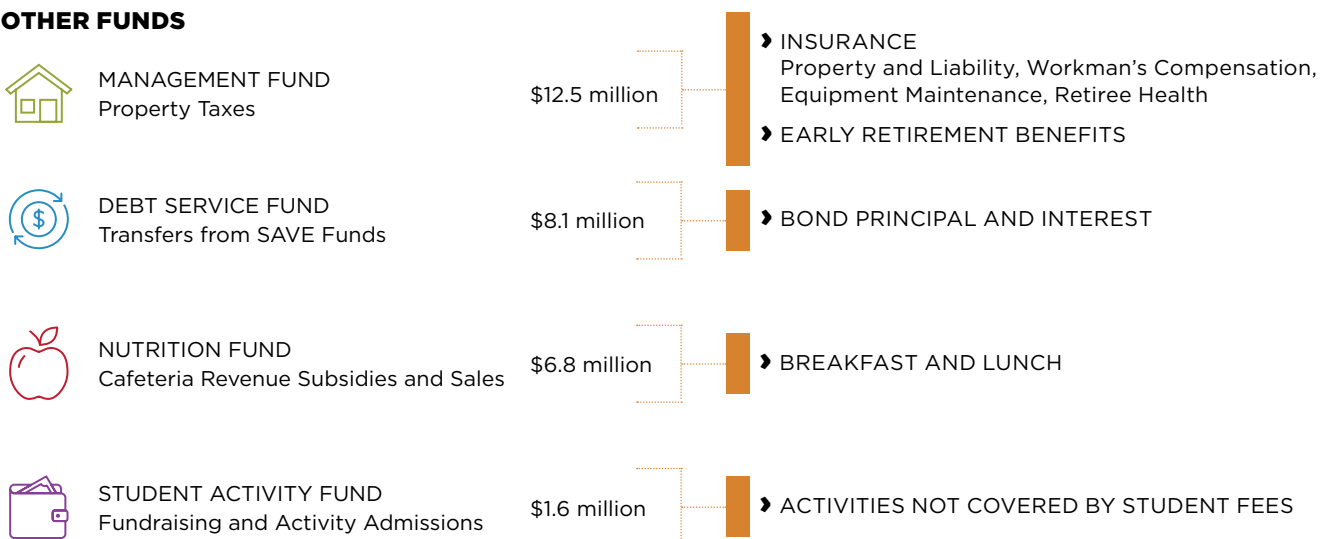 OTHER FUNDS
MANAGEMENT FUND
Property Taxes
$12.5 million
› INSURANCE
Property and Liability, Workman’s Compensation,
Equipment Maintenance, Retiree Health
› EARLY RETIREMENT BENEFITS
$
DEBT SERVICE FUND
Transfers from SAVE Funds
$8.1 million
› BOND PRINCIPAL AND INTEREST
NUTRITION FUND
Cafeteria Revenue Subsidies and Sales
$6.8 million
› BREAKFAST AND LUNCH
STUDENT ACTIVITY FUND
Fundraising and Activity Admissions
$1.6 million
› ACTIVITIES NOT COVERED BY STUDENT FEES